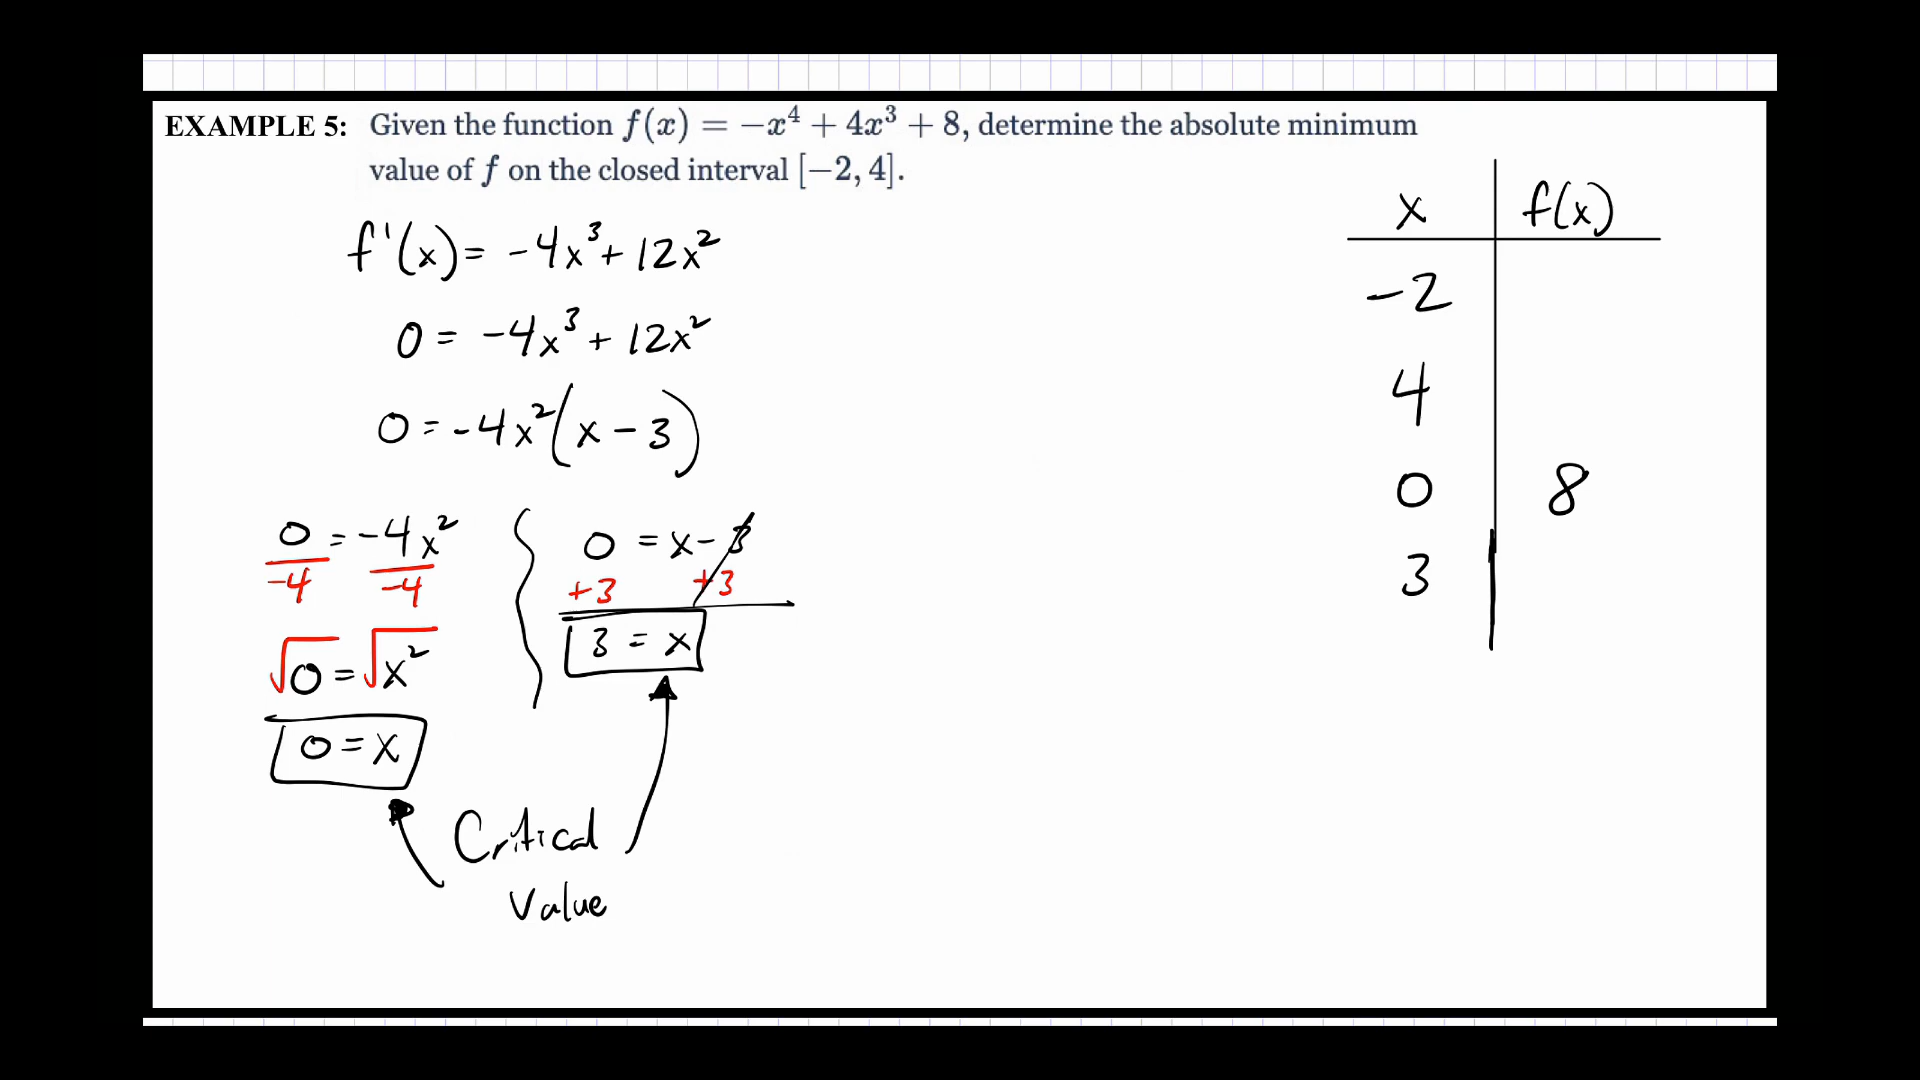 EXAMPLE 5: Given the function f(x) = −x⁴ + 4x³ + 8, determine the absolute minimum
value of f on the closed interval [−2, 4].
f'(x) = -4x³ + 12x²
0 = -4x³ + 12x²
0 = -4x²(x - 3)
0 = -4x²
-4 -4
√0 = √x²
0 = x
0 = x - 3
+3 +3
3 = x
Critical
Value
x f(x)
-2
4
0 8
3